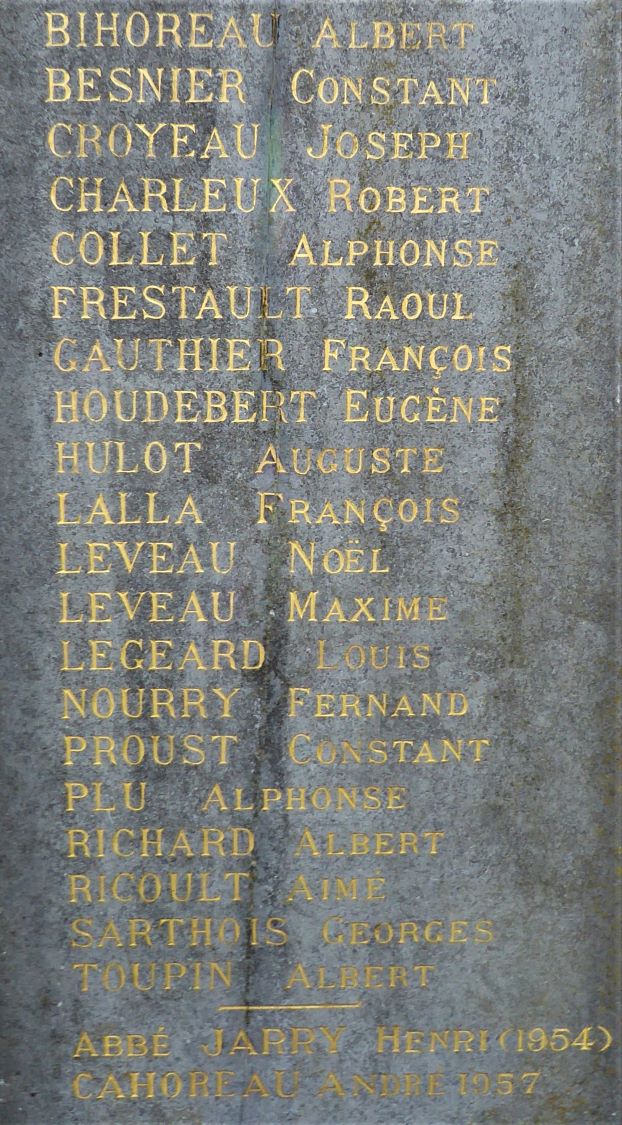 BIHOREAU ALBERT
BESNIER CONSTANT
CROYEAU JOSEPH
CHARLEUX ROBERT
COLLET ALPHONSE
FRESTAULT RAOUL
GAUTHIER FRANÇOIS
HOUDEBERT EUGÈNE
HULOT AUGUSTE
LALLA FRANÇOIS
LEVEAU NOËL
LEVEAU MAXIME
LEGEARD LOUIS
NOURRY FERNAND
PROUST CONSTANT
PLU ALPHONSE
RICHARD ALBERT
RICOULT AIMÉ
SARTHOIS GEORGES
TOUPIN ALBERT
ABBÉ JARRY HENRI (1954)
CAHOREAU ANDRÉ 1957